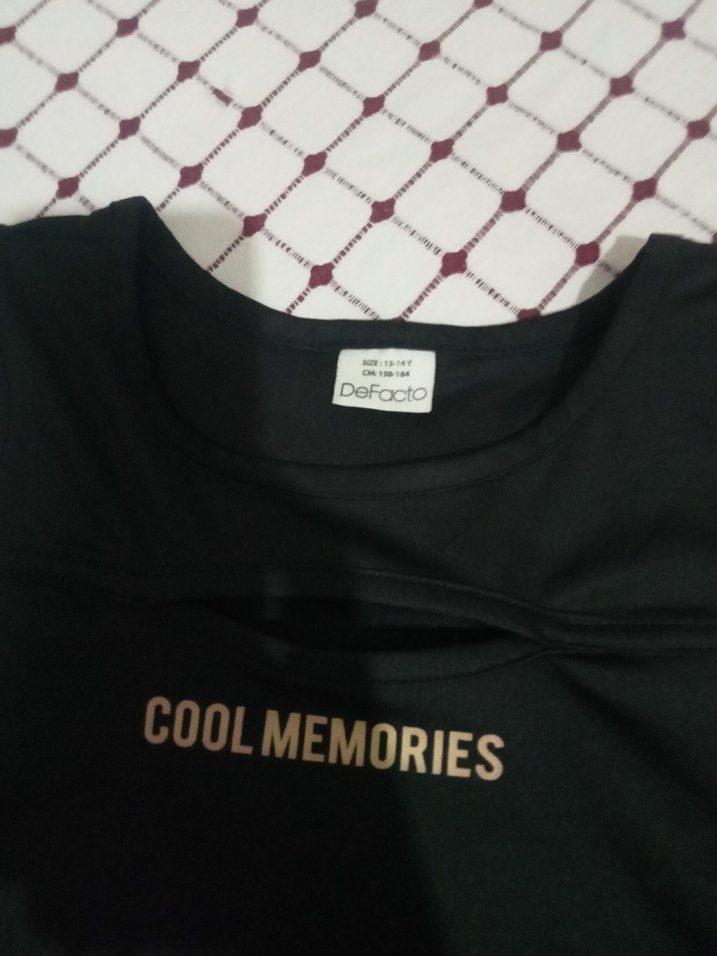 SIZE : 13-14 Y
CM: 158-164
DeFacto
COOL MEMORIES